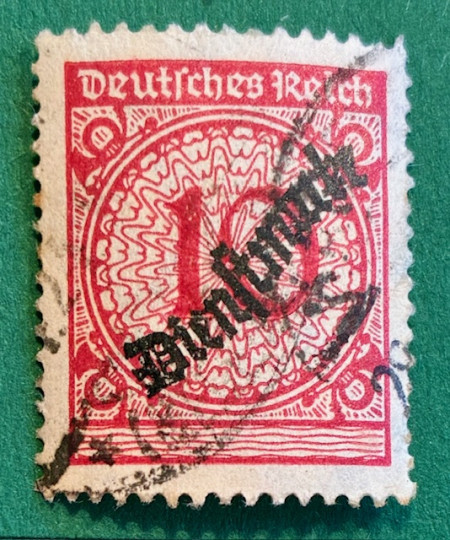 Deutsches Reich
10
Dienstmarke